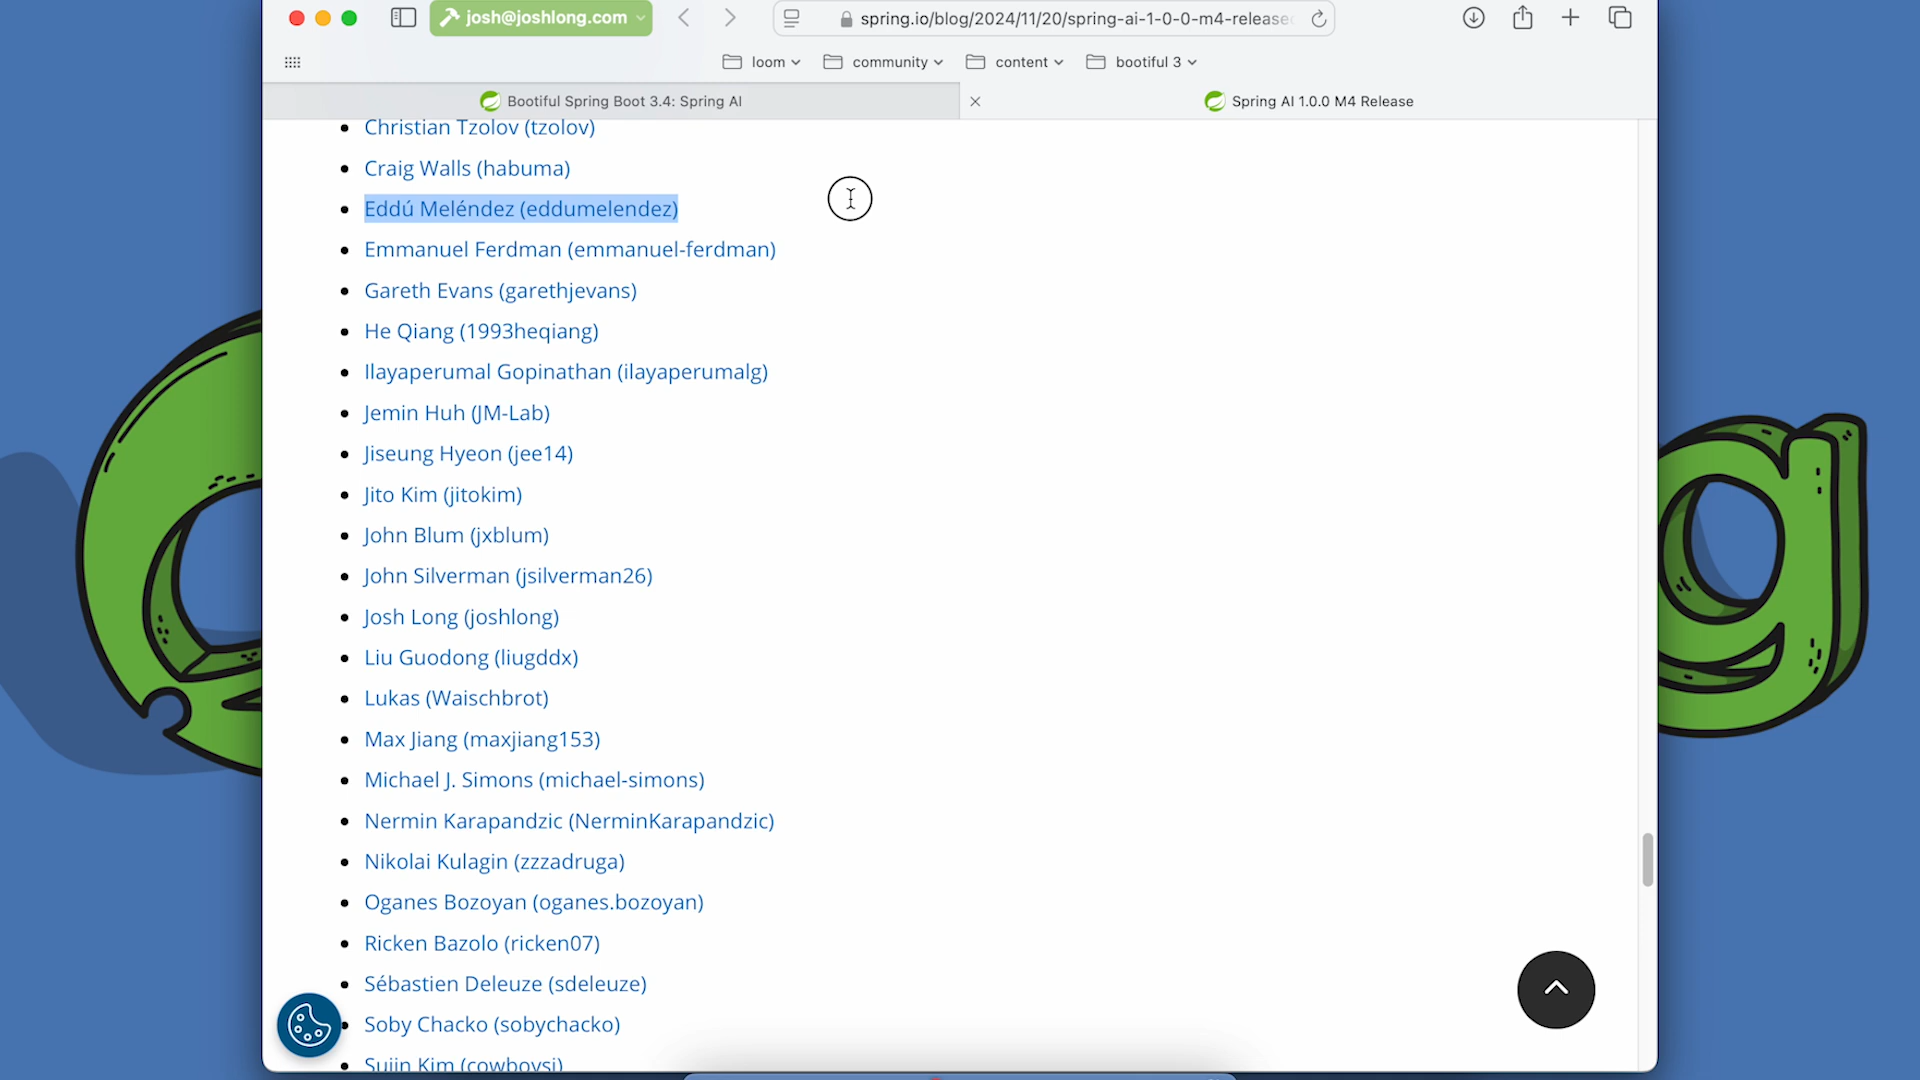 josh@joshlong.com
spring.io/blog/2024/11/20/spring-ai-1-0-0-m4-release
loom
community
content
bootiful 3
Bootiful Spring Boot 3.4: Spring AI
Spring AI 1.0.0 M4 Release
Christian Tzolov (tzolov)
Craig Walls (habuma)
Eddú Meléndez (eddumelendez)
Emmanuel Ferdman (emmanuel-ferdman)
Gareth Evans (garethjevans)
He Qiang (1993heqiang)
Ilayaperumal Gopinathan (ilayaperumalg)
Jemin Huh (JM-Lab)
Jiseung Hyeon (jee14)
Jito Kim (jitokim)
John Blum (jxblum)
John Silverman (jsilverman26)
Josh Long (joshlong)
Liu Guodong (liugddx)
Lukas (Waischbrot)
Max Jiang (maxjiang153)
Michael J. Simons (michael-simons)
Nermin Karapandzic (NerminKarapandzic)
Nikolai Kulagin (zzzadruga)
Oganes Bozoyan (oganes.bozoyan)
Ricken Bazolo (ricken07)
Sébastien Deleuze (sdeleuze)
Soby Chacko (sobychacko)
Sujin Kim (cowboysj)
g